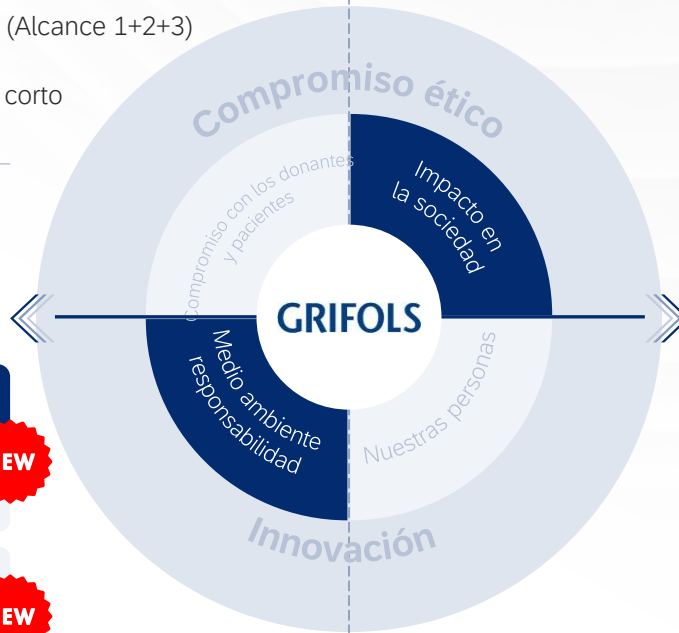 (Alcance 1+2+3)
corto
Compromiso ético
Compromiso con los donantes
y pacientes
Impacto en
la sociedad
GRIFOLS
Medio ambiente
responsabilidad
Nuestras personas
EW
Innovación
EW